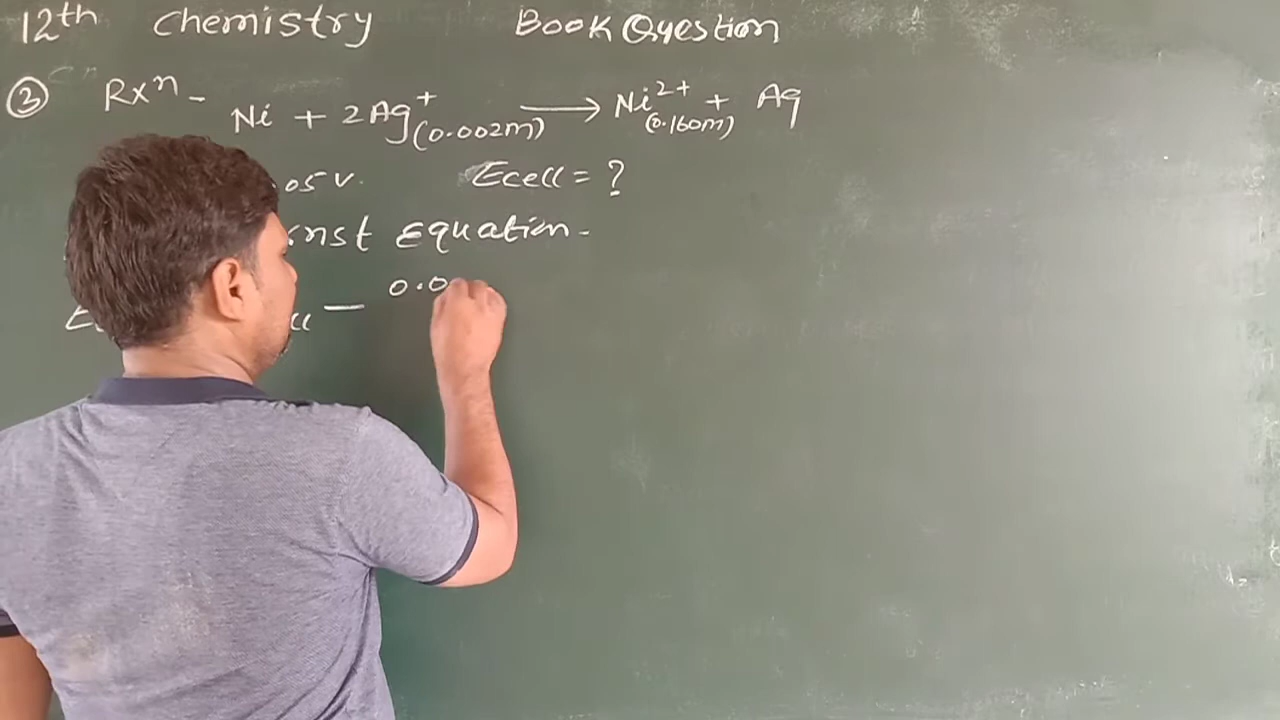 12th Chemistry Book Question
③ Rxⁿ -
Ni + 2Ag⁺(0.002m) ⟶ Ni²⁺(0.160m) + Ag
.05 V. Ecell = ?
rnst Equation -
— 0.0